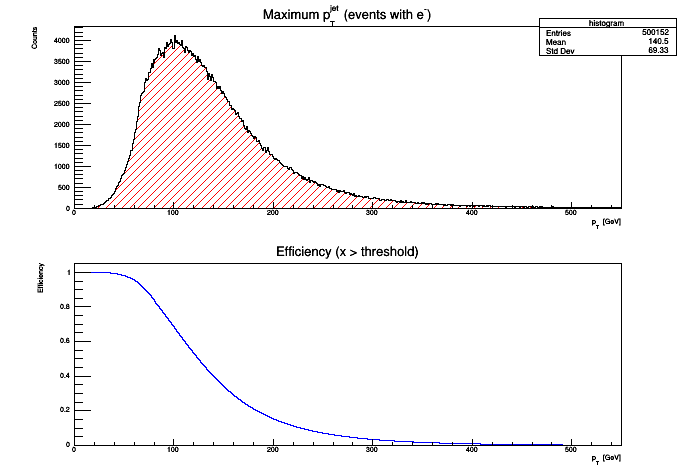 Maximum p_T^jet (events with e^-)
histogram
Entries 500152
Mean 140.5
Std Dev 69.33
Counts
4000
3500
3000
2500
2000
1500
1000
500
0
0 100 200 300 400 500
p_T [GeV]
Efficiency (x > threshold)
Efficiency
1
0.8
0.6
0.4
0.2
0
0 100 200 300 400 500
p_T [GeV]